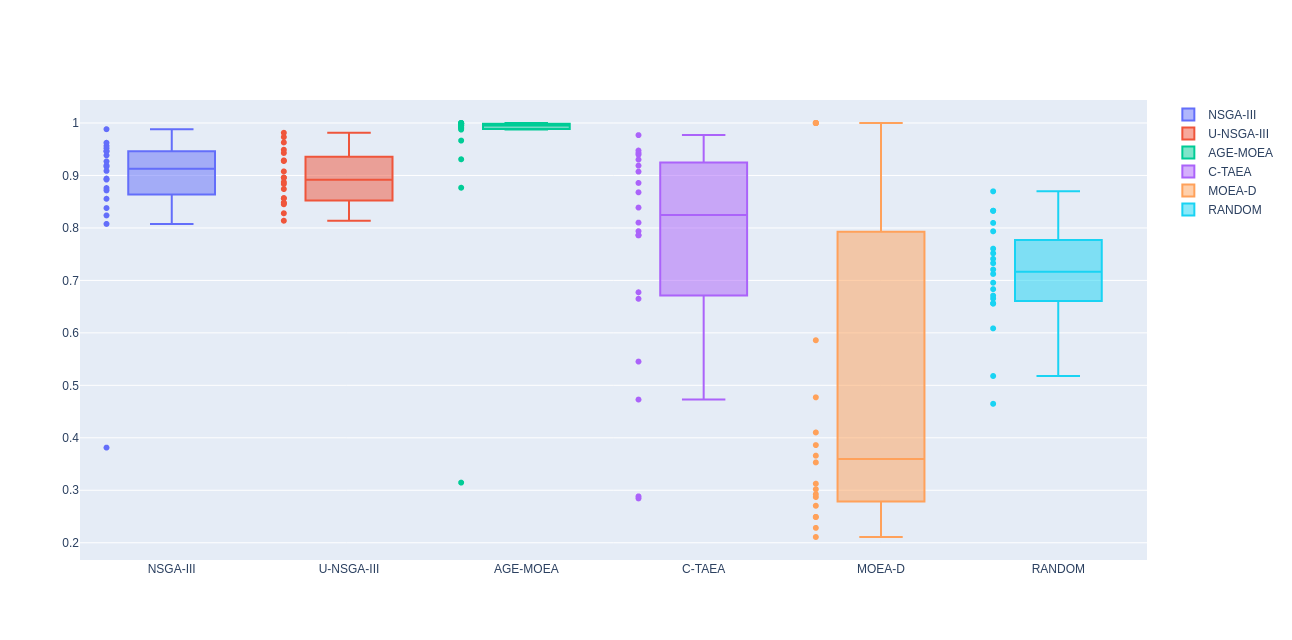 1
0.9
0.8
0.7
0.6
0.5
0.4
0.3
0.2
NSGA-III
U-NSGA-III
AGE-MOEA
C-TAEA
MOEA-D
RANDOM
NSGA-III
U-NSGA-III
AGE-MOEA
C-TAEA
MOEA-D
RANDOM